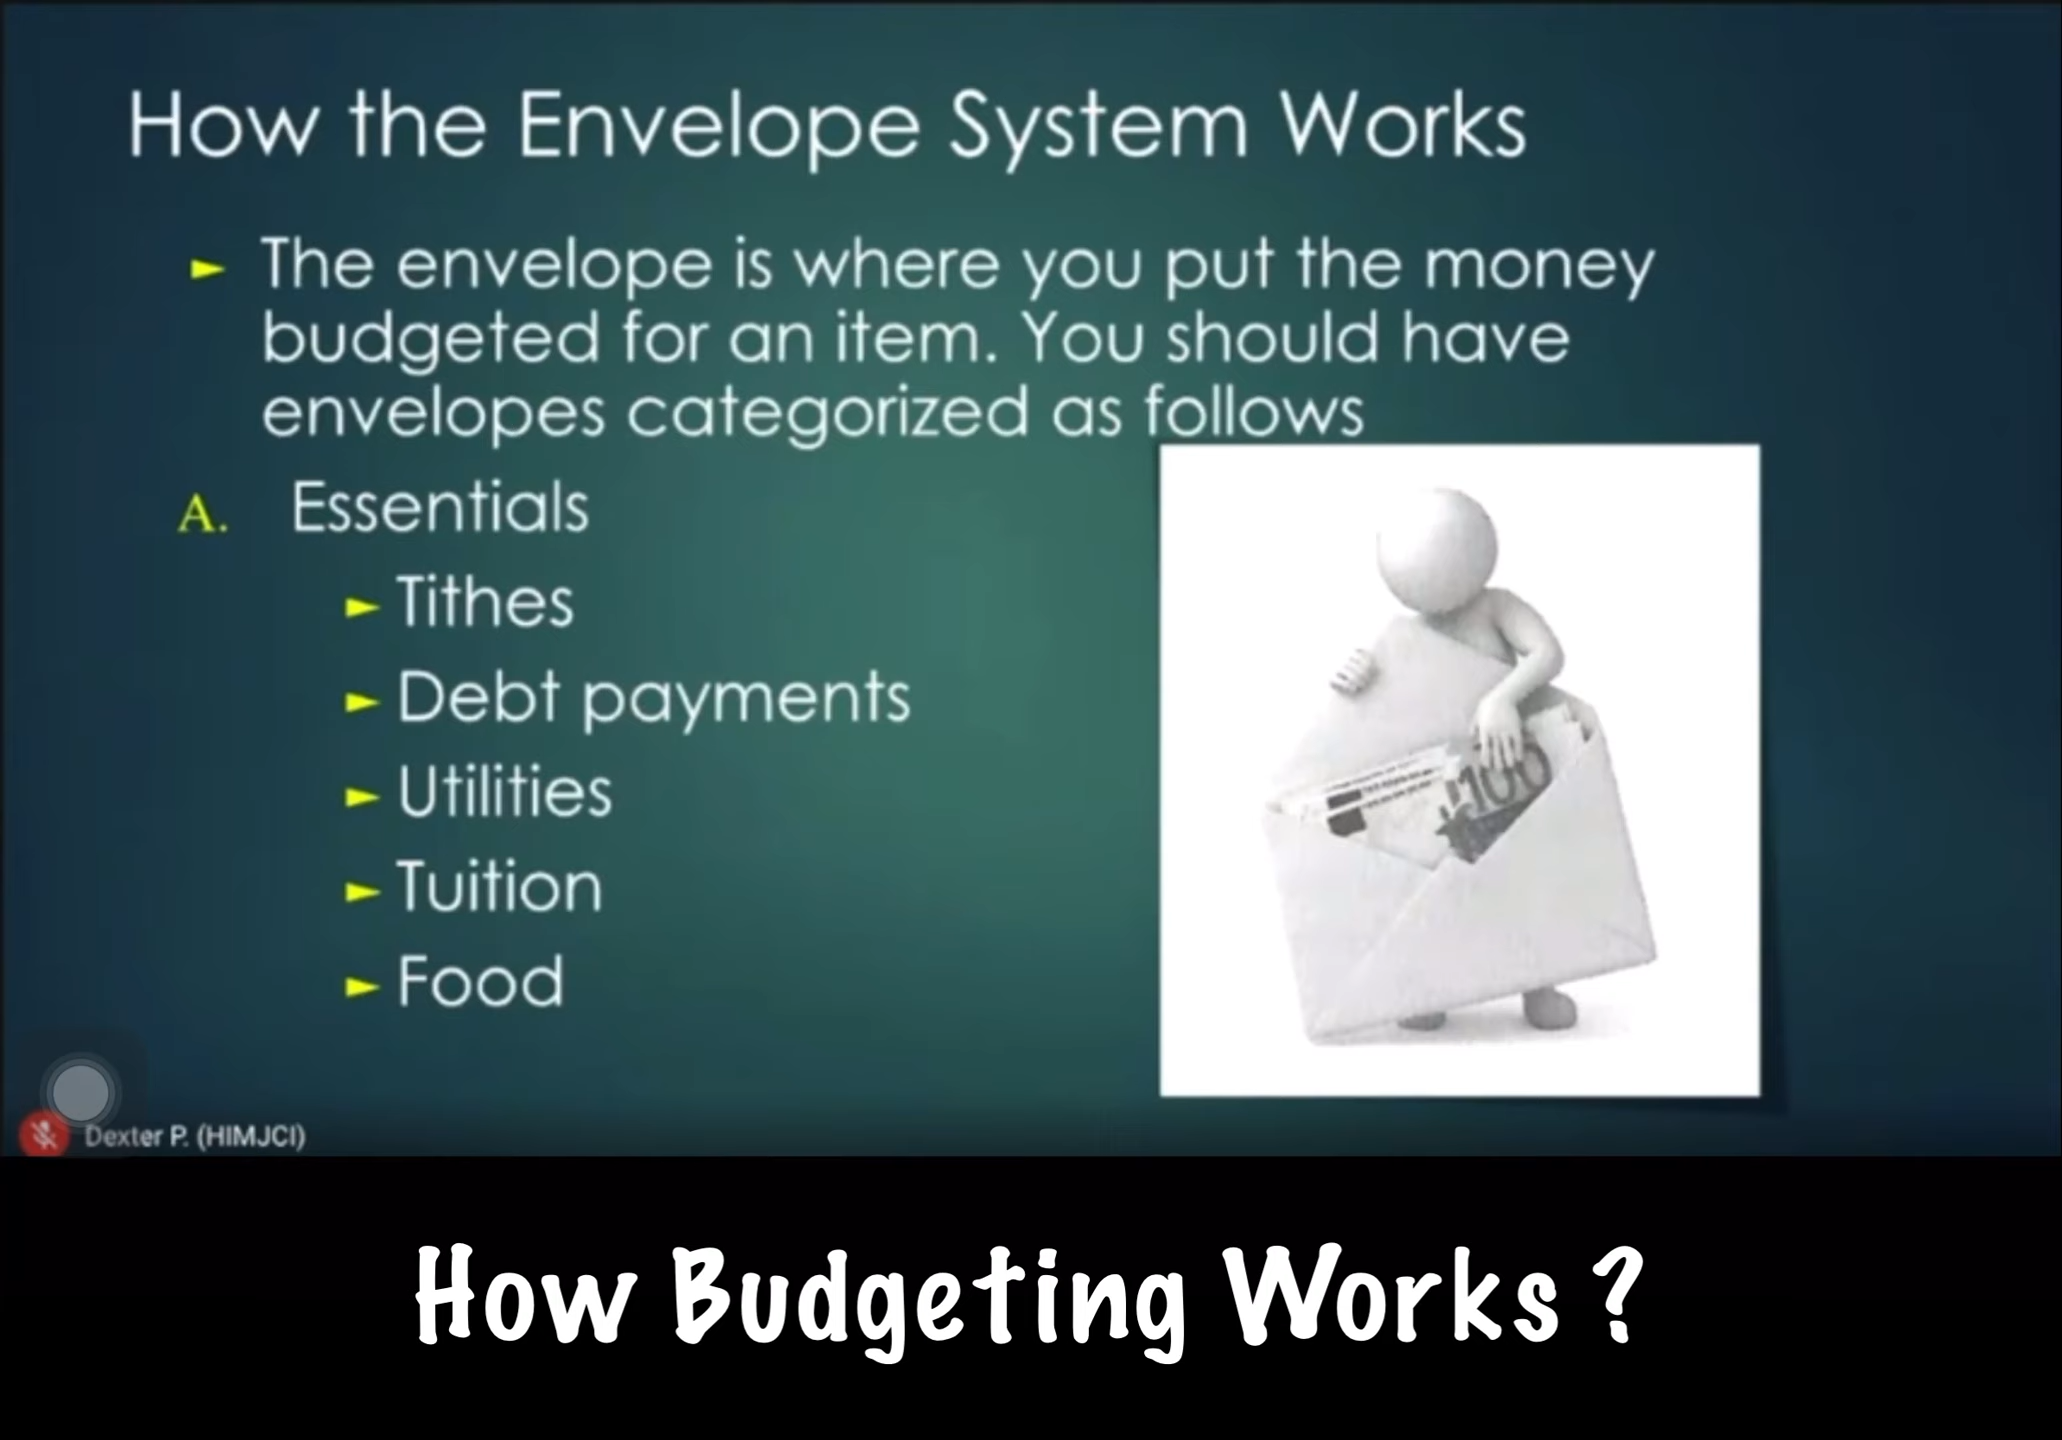 How the Envelope System Works
► The envelope is where you put the money
budgeted for an item. You should have
envelopes categorized as follows
A. Essentials
► Tithes
► Debt payments
► Utilities
► Tuition
► Food
100
Dexter P. (HIMJCI)
How Budgeting Works ?